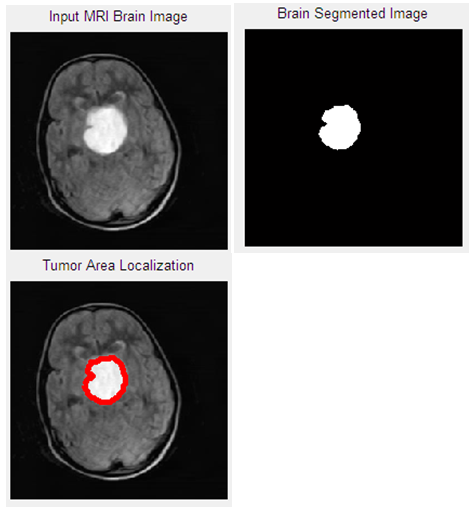 Input MRI Brain Image
Brain Segmented Image
Tumor Area Localization